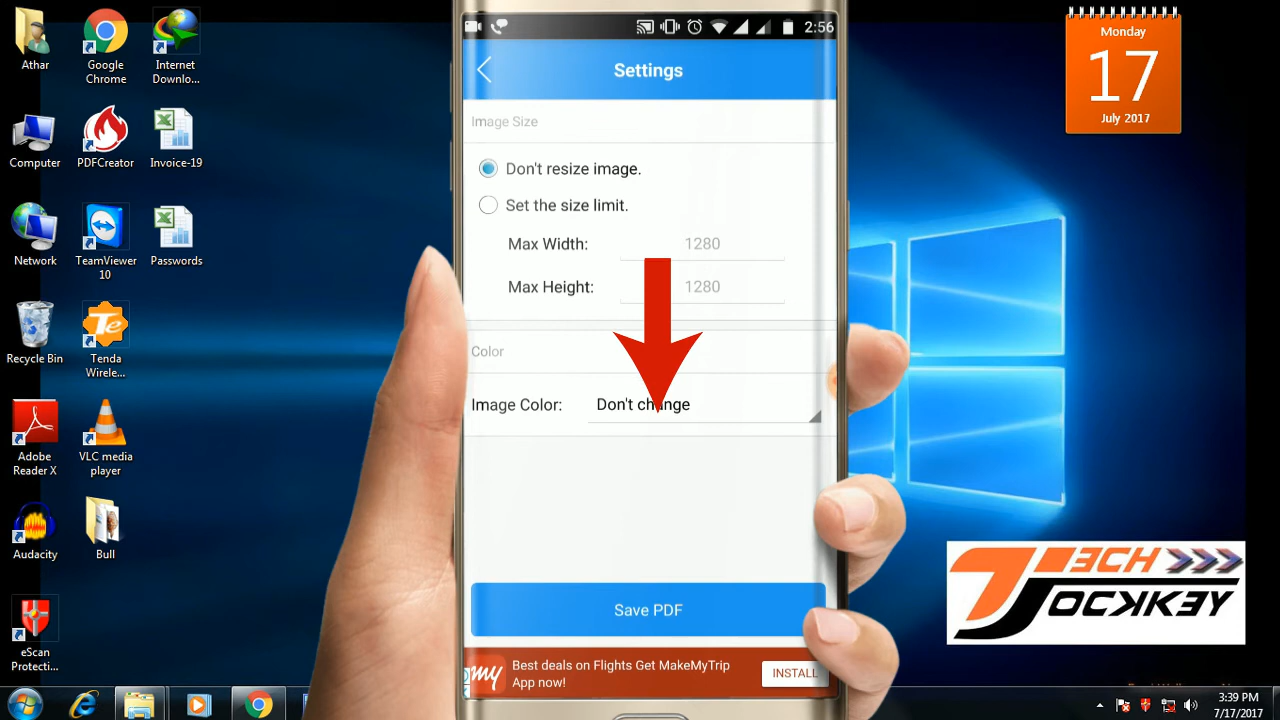 Athar
Google
Chrome
Internet
Downlo...
Computer
PDFCreator
Invoice-19
Network
TeamViewer
10
Passwords
Recycle Bin
Tenda
Wirele...
Adobe
Reader X
VLC media
player
Audacity
Bull
eScan
Protecti...
2:56
Settings
Image Size
Don't resize image.
Set the size limit.
Max Width: 1280
Max Height: 1280
Color
Image Color: Don't change
Save PDF
my
Best deals on Flights Get MakeMyTrip
App now!
INSTALL
Monday
17
July 2017
TECH
JOCKKEY
3:39 PM
7/17/2017